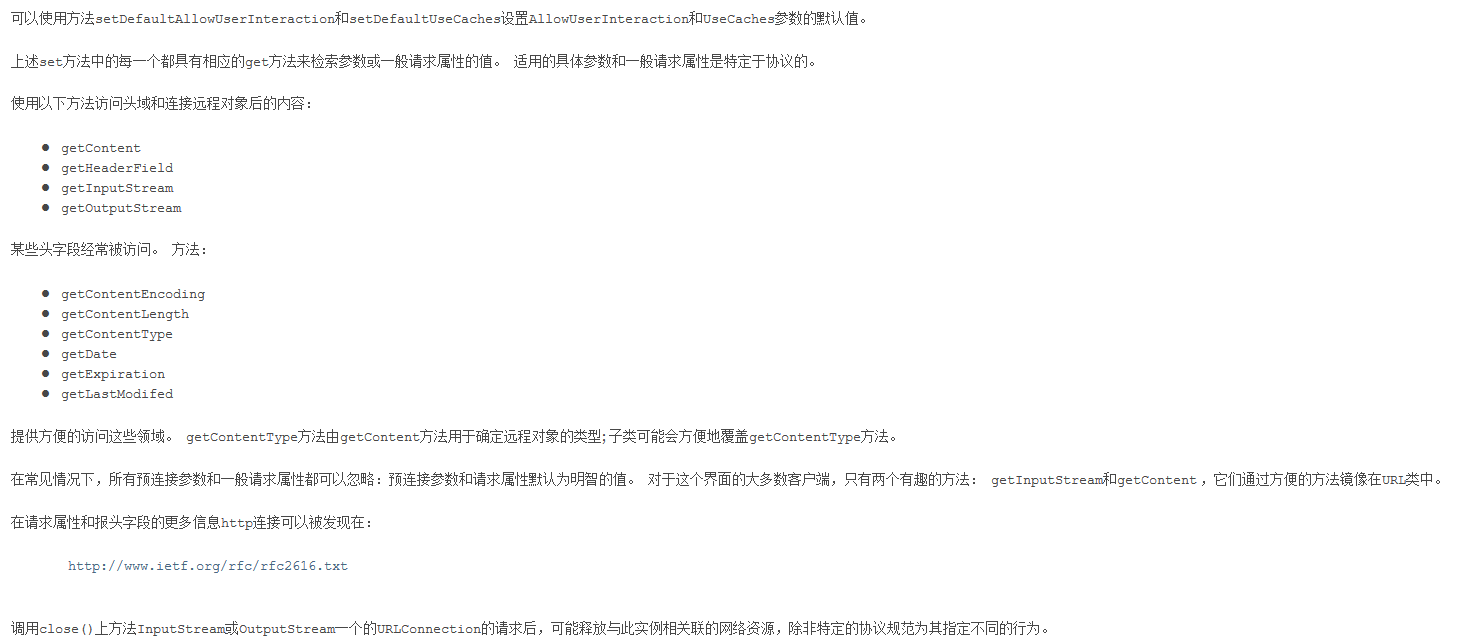 可以使用方法setDefaultAllowUserInteraction和setDefaultUseCaches设置AllowUserInteraction和UseCaches参数的默认值。
上述set方法中的每一个都具有相应的get方法来检索参数或一般请求属性的值。 适用的具体参数和一般请求属性是特定于协议的。
使用以下方法访问头域和连接远程对象后的内容:
● getContent
● getHeaderField
● getInputStream
● getOutputStream
某些头字段经常被访问。 方法:
● getContentEncoding
● getContentLength
● getContentType
● getDate
● getExpiration
● getLastModifed
提供方便的访问这些领域。 getContentType方法由getContent方法用于确定远程对象的类型;子类可能会方便地覆盖getContentType方法。
在常见情况下,所有预连接参数和一般请求属性都可以忽略:预连接参数和请求属性默认为明智的值。 对于这个界面的大多数客户端,只有两个有趣的方法: getInputStream和getContent ,它们通过方便的方法镜像在URL类中。
在请求属性和报头字段的更多信息http连接可以被发现在:
http://www.ietf.org/rfc/rfc2616.txt
调用close()上方法InputStream或OutputStream一个的URLConnection的请求后,可能释放与此实例相关联的网络资源,除非特定的协议规范为其指定不同的行为。